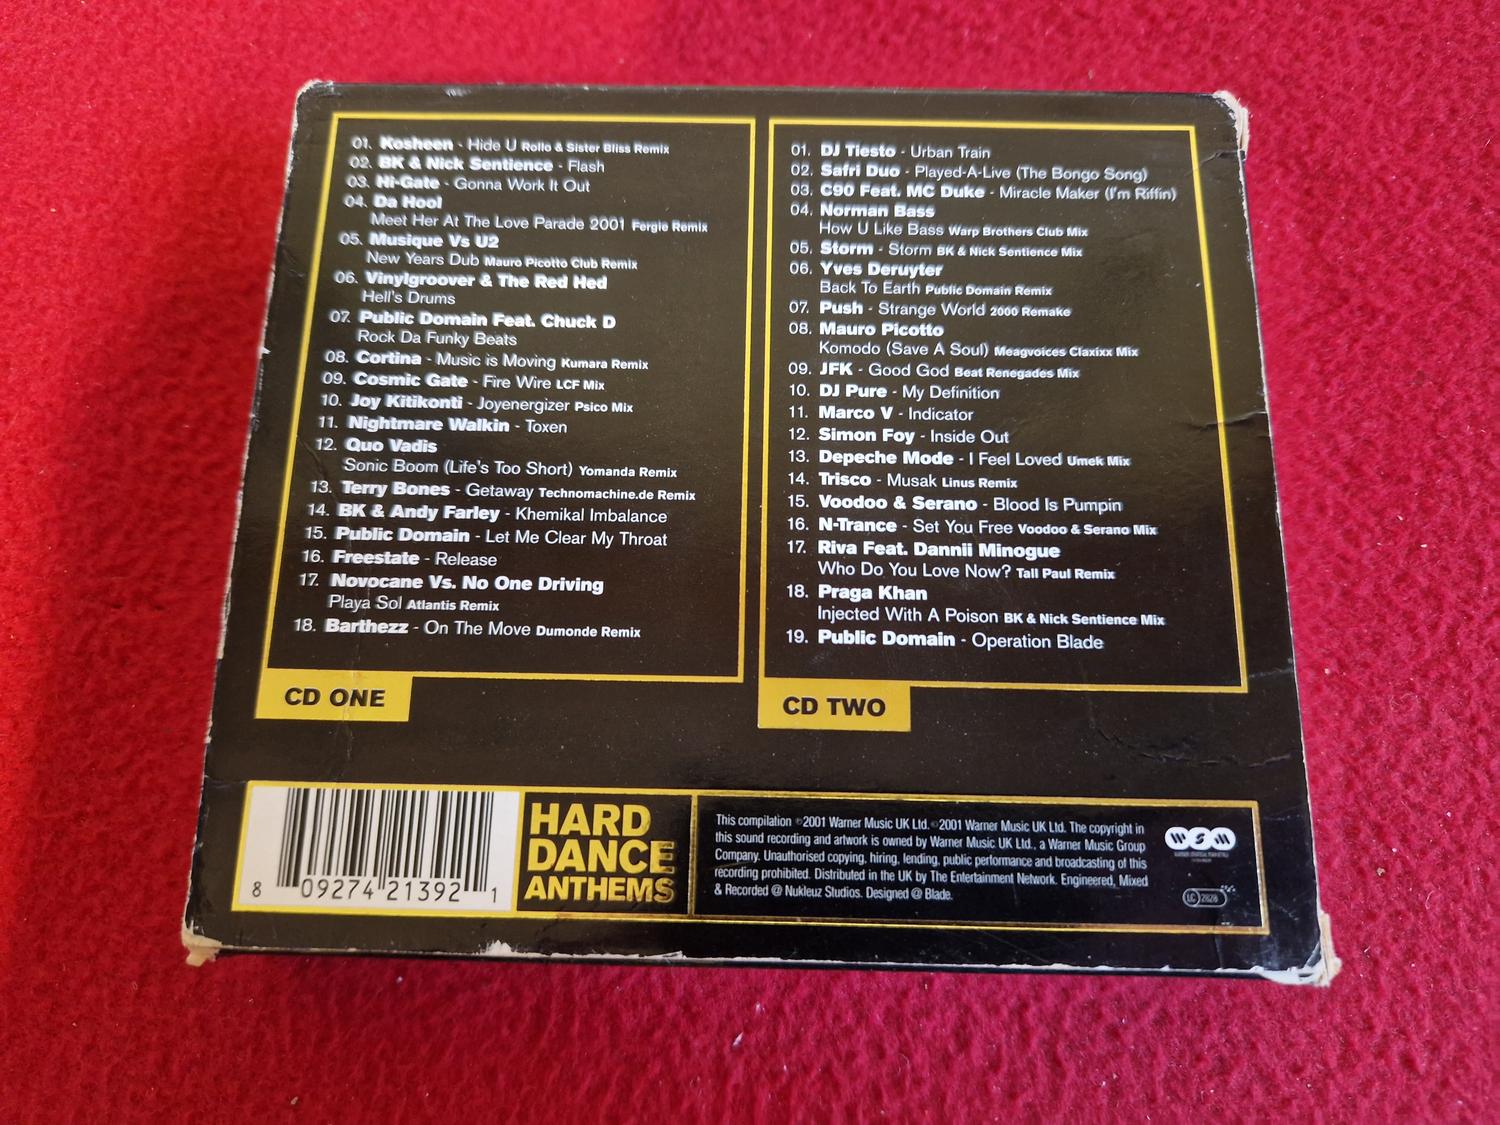 01. Kosheen - Hide U Rollo & Sister Bliss Remix
02. BK & Nick Sentience - Flash
03. Hi-Gate - Gonna Work It Out
04. Da Hool
Meet Her At The Love Parade 2001 Fergie Remix
05. Musique Vs U2
New Years Dub Mauro Picotto Club Remix
06. Vinylgroover & The Red Hed
Hell's Drums
07. Public Domain Feat. Chuck D
Rock Da Funky Beats
08. Cortina - Music is Moving Kumara Remix
09. Cosmic Gate - Fire Wire LCF Mix
10. Joy Kitikonti - Joyenergizer Psico Mix
11. Nightmare Walkin - Toxen
12. Quo Vadis
Sonic Boom (Life's Too Short) Yomanda Remix
13. Terry Bones - Getaway Technomachine.de Remix
14. BK & Andy Farley - Khemikal Imbalance
15. Public Domain - Let Me Clear My Throat
16. Freestate - Release
17. Novocane Vs. No One Driving
Playa Sol Atlantis Remix
18. Barthezz - On The Move Dumonde Remix
CD ONE
01. DJ Tiesto - Urban Train
02. Safri Duo - Played-A-Live (The Bongo Song)
03. C90 Feat. MC Duke - Miracle Maker (I'm Riffin)
04. Norman Bass
How U Like Bass Warp Brothers Club Mix
05. Storm - Storm BK & Nick Sentience Mix
06. Yves Deruyter
Back To Earth Public Domain Remix
07. Push - Strange World 2000 Remake
08. Mauro Picotto
Komodo (Save A Soul) Meagvoices Claxixx Mix
09. JFK - Good God Beat Renegades Mix
10. DJ Pure - My Definition
11. Marco V - Indicator
12. Simon Foy - Inside Out
13. Depeche Mode - I Feel Loved Umek Mix
14. Trisco - Musak Linus Remix
15. Voodoo & Serano - Blood Is Pumpin
16. N-Trance - Set You Free Voodoo & Serano Mix
17. Riva Feat. Dannii Minogue
Who Do You Love Now? Tall Paul Remix
18. Praga Khan
Injected With A Poison BK & Nick Sentience Mix
19. Public Domain - Operation Blade
CD TWO
8 09274 21392 1
HARD
DANCE
ANTHEMS
This compilation ℗2001 Warner Music UK Ltd. ©2001 Warner Music UK Ltd. The copyright in
this sound recording and artwork is owned by Warner Music UK Ltd., a Warner Music Group
Company. Unauthorised copying, hiring, lending, public performance and broadcasting of this
recording prohibited. Distributed in the UK by The Entertainment Network. Engineered, Mixed
& Recorded @ Nukleuz Studios. Designed @ Blade.
WSM
LC 2828